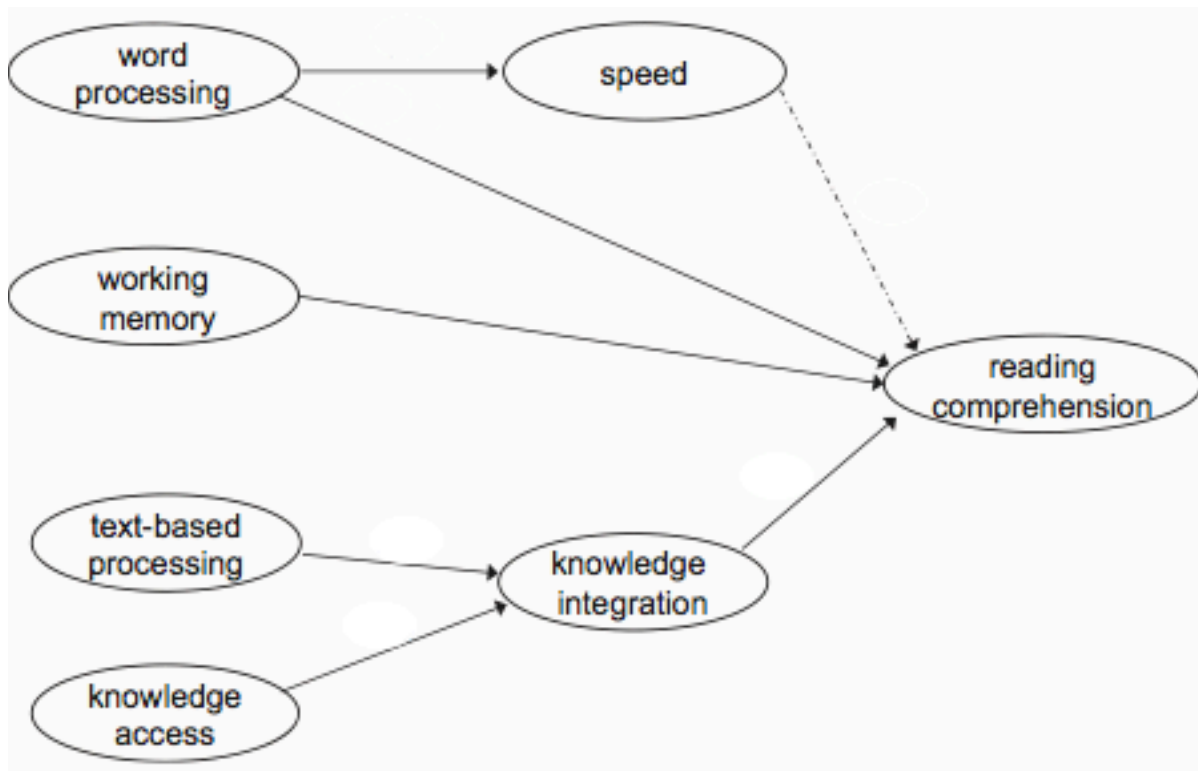 word
processing
speed
working
memory
reading
comprehension
text-based
processing
knowledge
integration
knowledge
access